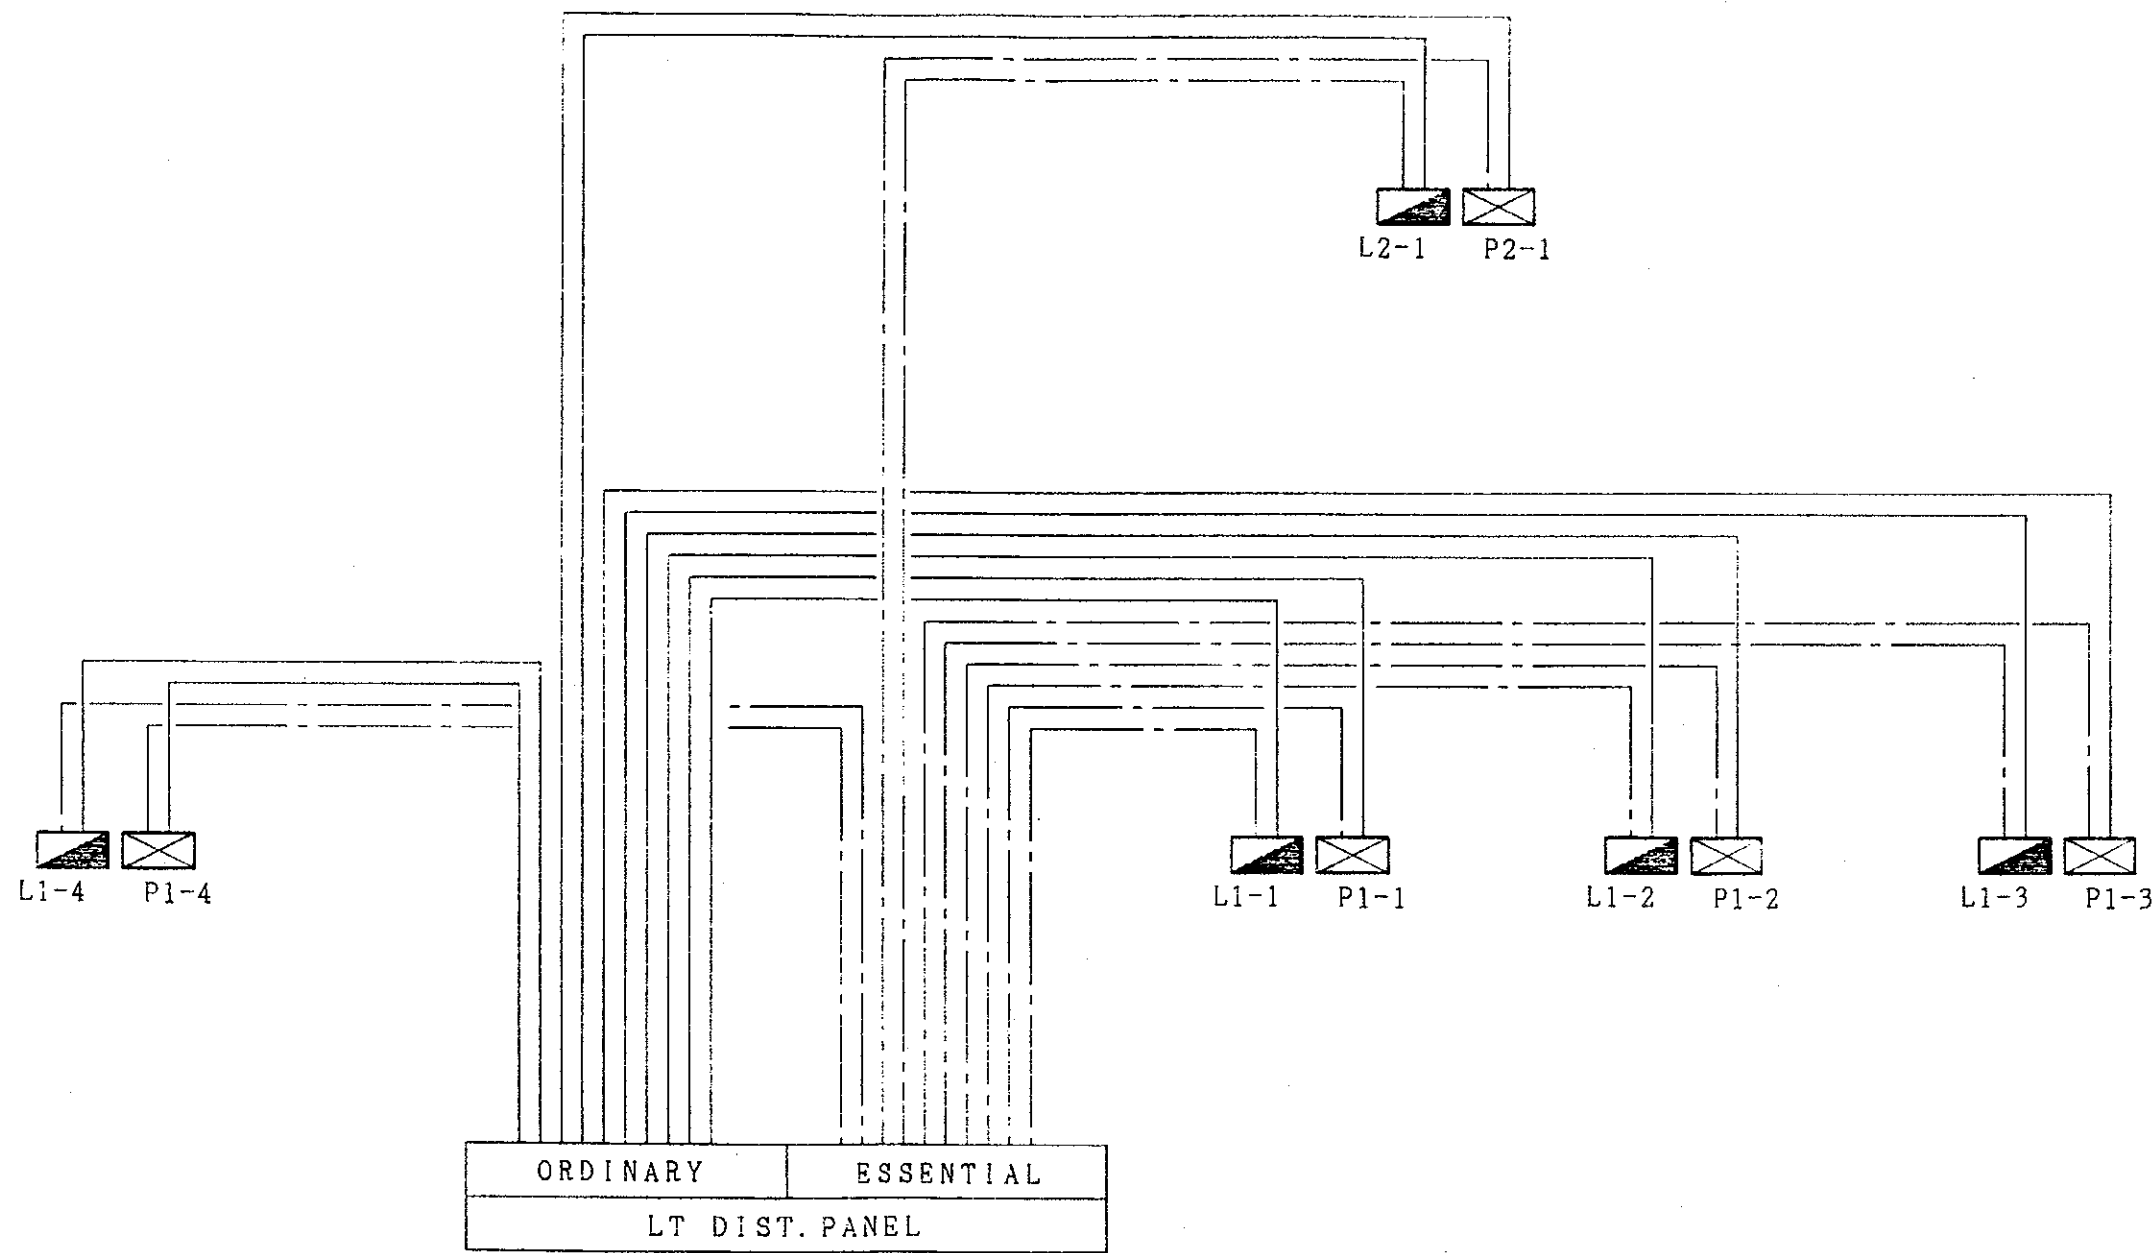 L2-1 P2-1
L1-4 P1-4 L1-1 P1-1 L1-2 P1-2 L1-3 P1-3
ORDINARY ESSENTIAL
LT DIST. PANEL